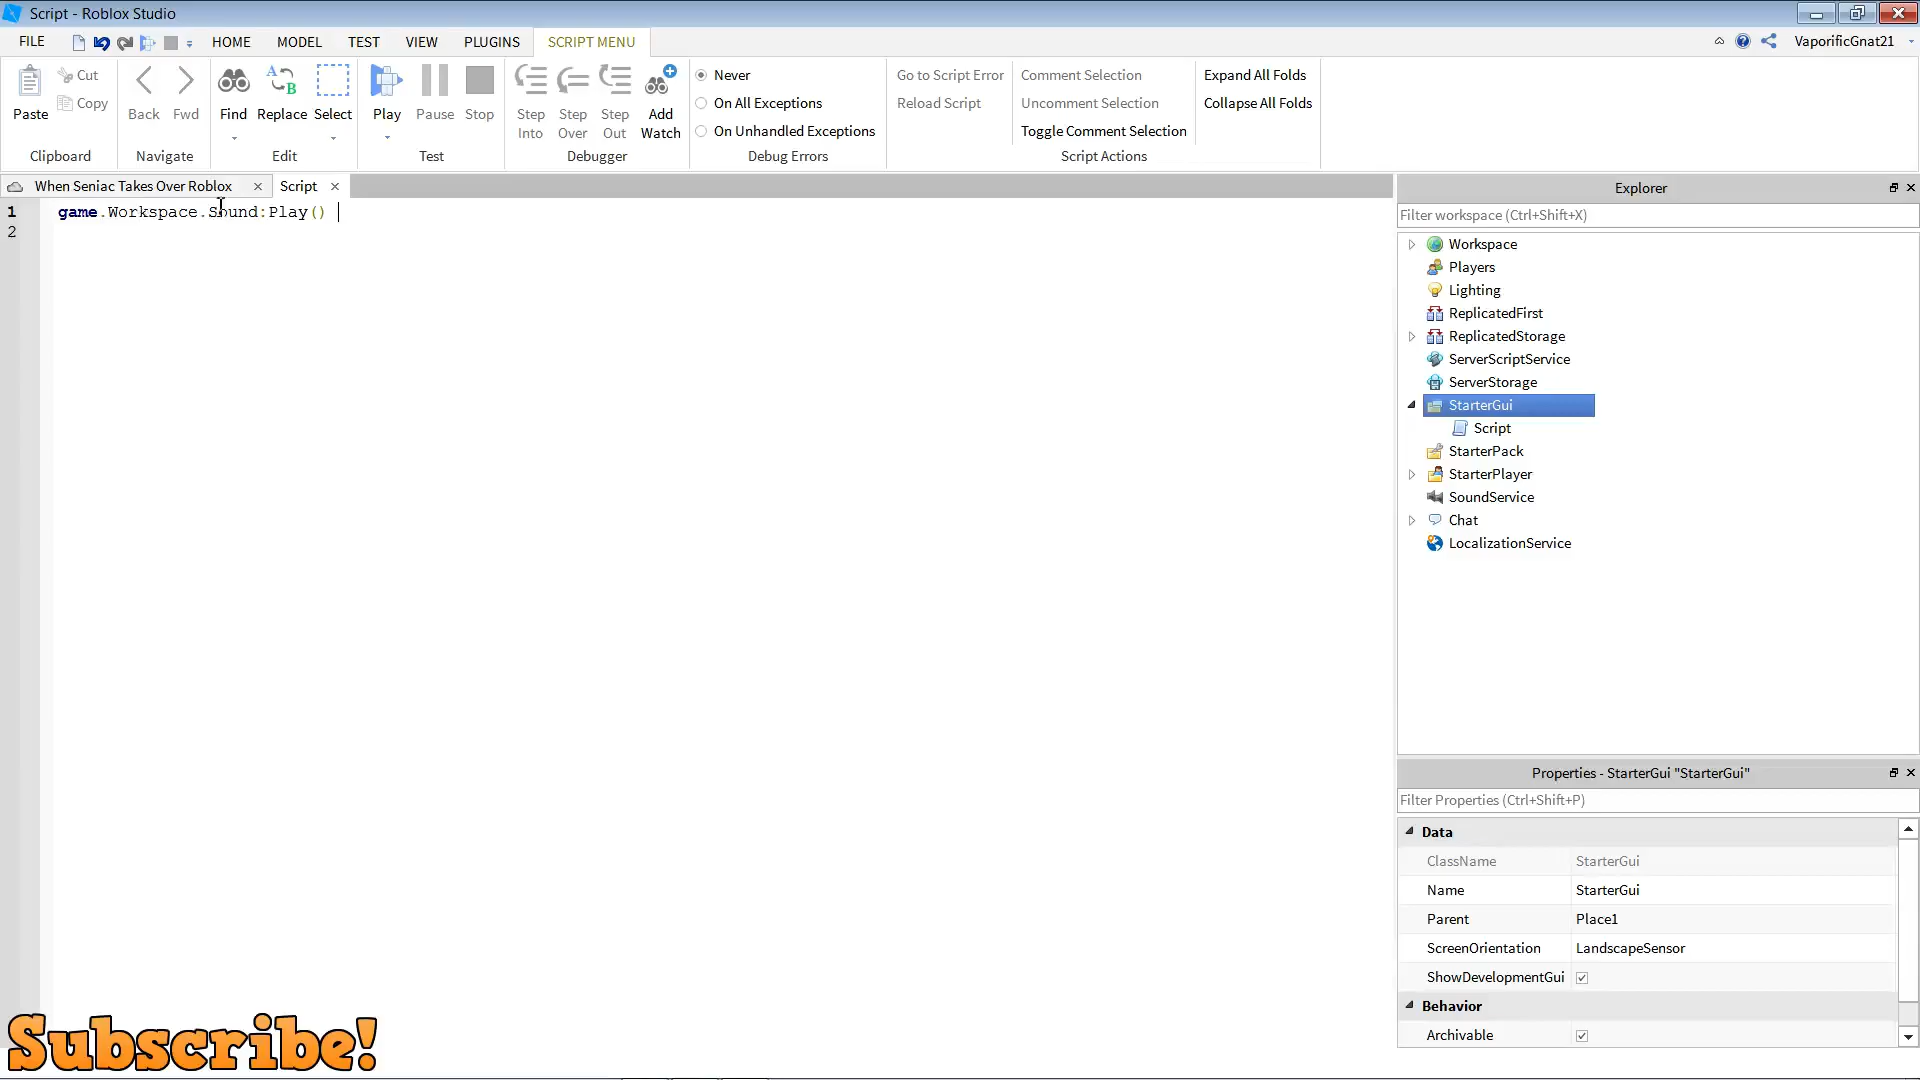 Script - Roblox Studio
FILE HOME MODEL TEST VIEW PLUGINS SCRIPT MENU VaporificGnat21
Paste Cut Copy Clipboard
Back Fwd Navigate
Find Replace Select Edit
Play Pause Stop Test
Step Into Step Over Step Out Add Watch Debugger
Never
On All Exceptions
On Unhandled Exceptions
Debug Errors
Go to Script Error
Reload Script
Comment Selection
Uncomment Selection
Toggle Comment Selection
Script Actions
Expand All Folds
Collapse All Folds
When Seniac Takes Over Roblox Script
1 game.Workspace.Sound:Play()
2
Explorer
Filter workspace (Ctrl+Shift+X)
Workspace
Players
Lighting
ReplicatedFirst
ReplicatedStorage
ServerScriptService
ServerStorage
StarterGui
Script
StarterPack
StarterPlayer
SoundService
Chat
LocalizationService
Properties - StarterGui "StarterGui"
Filter Properties (Ctrl+Shift+P)
Data
ClassName StarterGui
Name StarterGui
Parent Place1
ScreenOrientation LandscapeSensor
ShowDevelopmentGui
Behavior
Archivable
Subscribe!